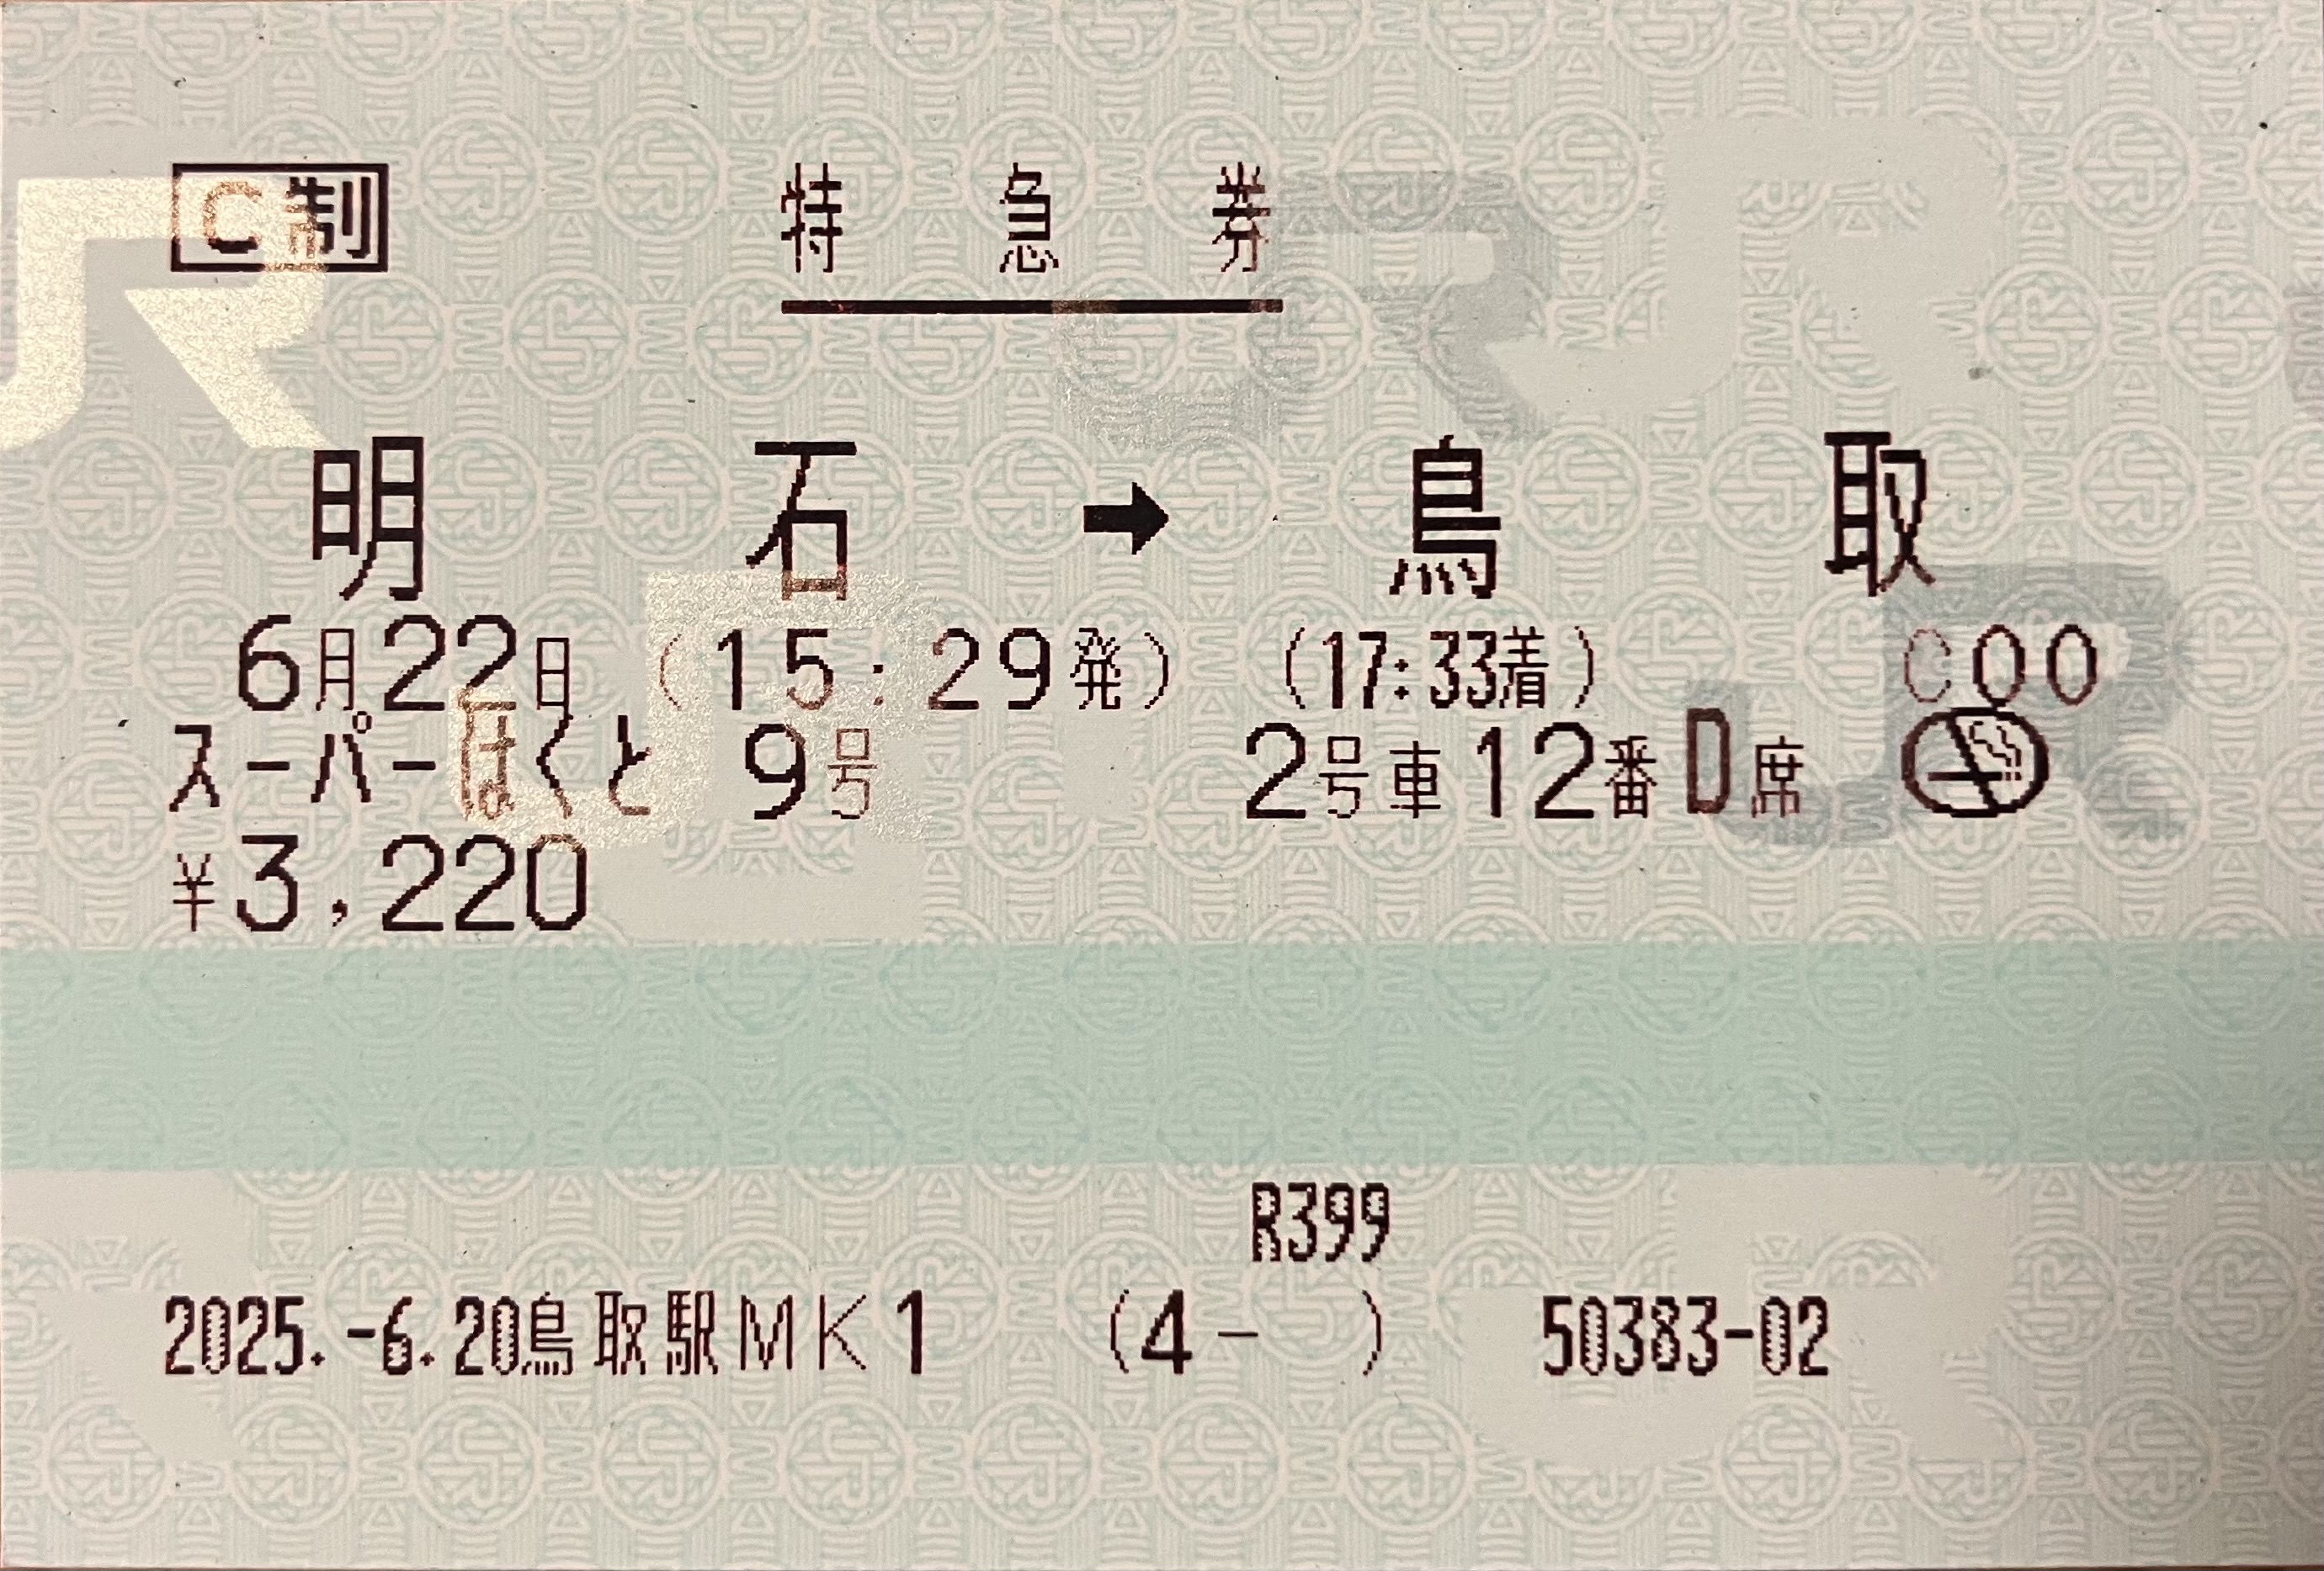 C制 特急券
明石 ➡ 鳥取
6月22日 (15:29発) (17:33着) C00
スーパーはくと 9号 2号車12番D席
¥3,220
R399
2025.-6.20鳥取駅MK1 (4- ) 50383-02